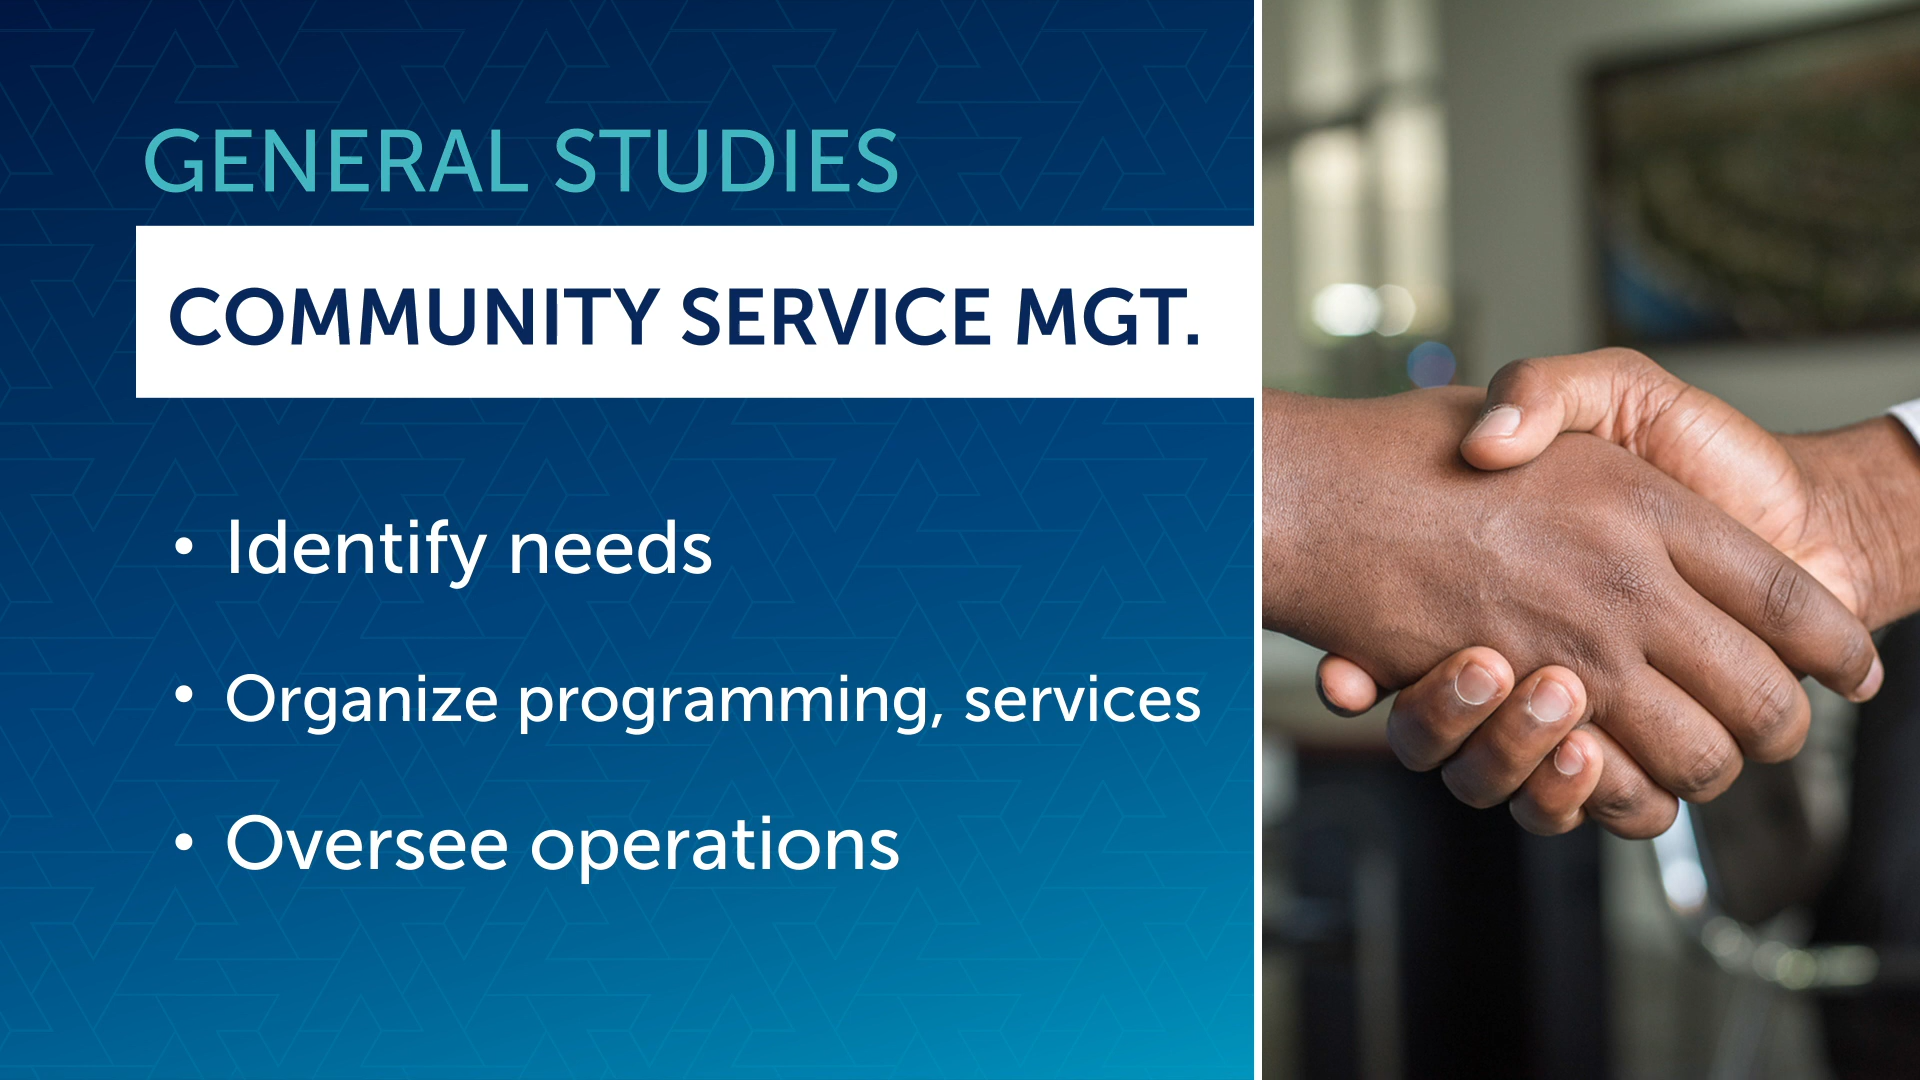 GENERAL STUDIES
COMMUNITY SERVICE MGT.
• Identify needs
• Organize programming, services
• Oversee operations